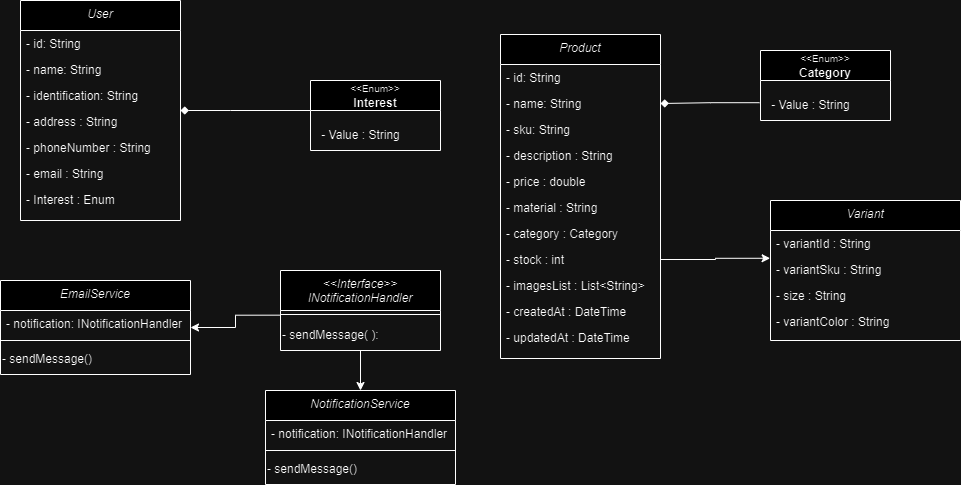 User
- id: String
- name: String
- identification: String
- address : String
- phoneNumber : String
- email : String
- Interest : Enum
<<Enum>>
Interest
- Value : String
Product
- id: String
- name: String
- sku: String
- description : String
- price : double
- material : String
- category : Category
- stock : int
- imagesList : List<String>
- createdAt : DateTime
- updatedAt : DateTime
<<Enum>>
Category
- Value : String
Variant
- variantId : String
- variantSku : String
- size : String
- variantColor : String
EmailService
- notification: INotificationHandler
- sendMessage()
<<Interface>>
INotificationHandler
- sendMessage( ):
NotificationService
- notification: INotificationHandler
- sendMessage()